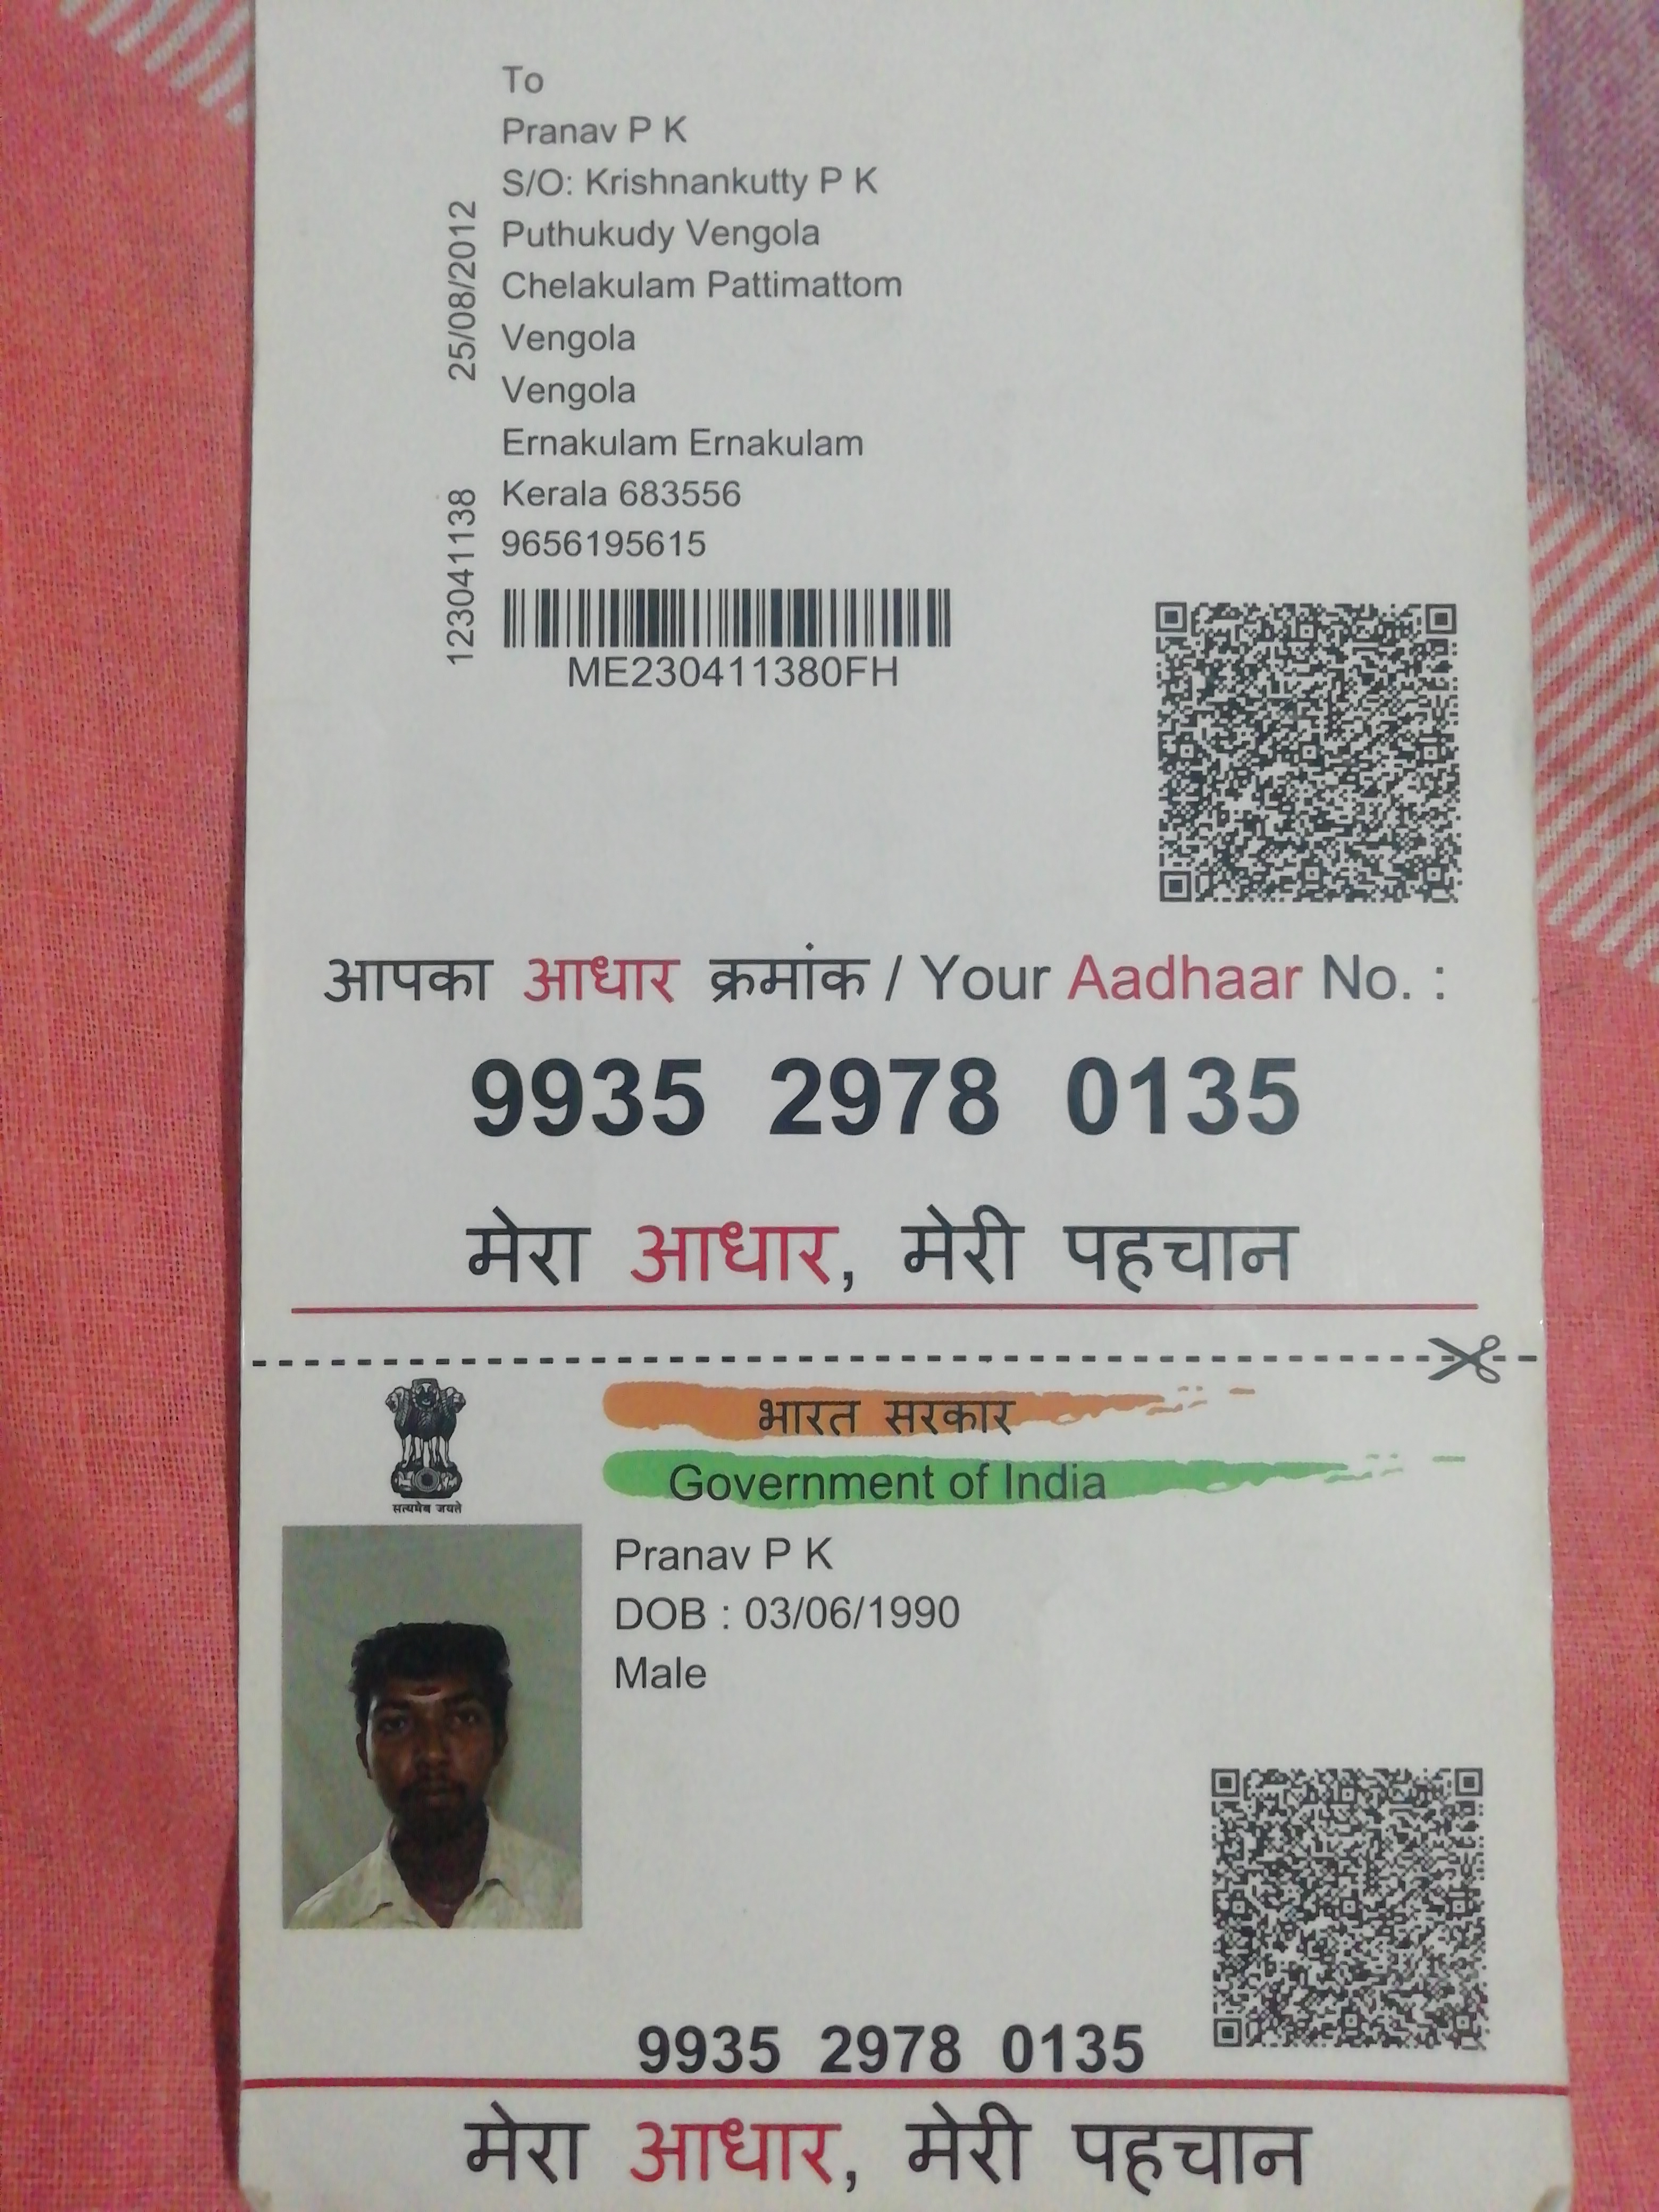 To
Pranav P K
S/O: Krishnankutty P K
Puthukudy Vengola
Chelakulam Pattimattom
Vengola
Vengola
Ernakulam Ernakulam
Kerala 683556
9656195615
25/08/2012
123041138
ME230411380FH
आपका आधार क्रमांक / Your Aadhaar No. :
9935 2978 0135
मेरा आधार, मेरी पहचान
सत्यमेव जयते
भारत सरकार
Government of India
Pranav P K
DOB : 03/06/1990
Male
9935 2978 0135
मेरा आधार, मेरी पहचान